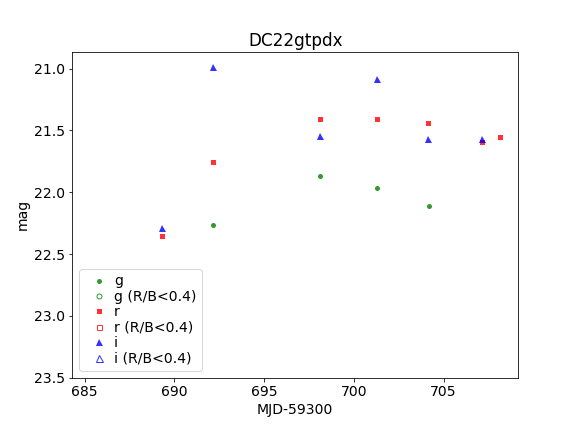 DC22gtpdx
21.0
21.5
22.0
22.5
23.0
23.5
mag
g
g (R/B<0.4)
r
r (R/B<0.4)
i
i (R/B<0.4)
685 690 695 700 705
MJD-59300